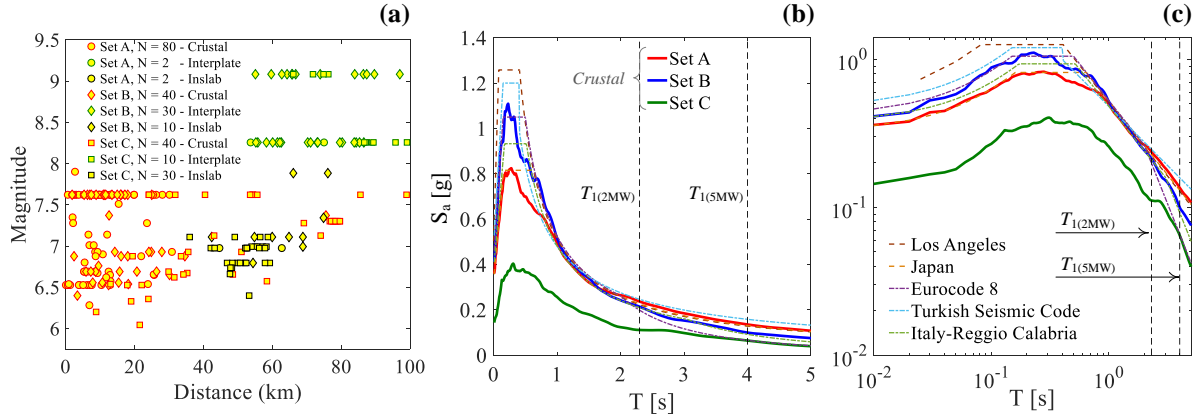 (a)
9.5
9
8.5
8
7.5
7
6.5
6
Magnitude
0
20
40
60
80
100
Distance (km)
Set A, N = 80 - Crustal
Set A, N = 2 - Interplate
Set A, N = 2 - Inslab
Set B, N = 40 - Crustal
Set B, N = 30 - Interplate
Set B, N = 10 - Inslab
Set C, N = 40 - Crustal
Set C, N = 10 - Interplate
Set C, N = 30 - Inslab
(b)
1.4
1.2
1
0.8
0.6
0.4
0.2
0
Sa [g]
0
1
2
3
4
5
T [s]
Crustal
Set A
Set B
Set C
T1(2MW)
T1(5MW)
(c)
10^0
10^-1
10^-2
10^-2
10^-1
10^0
5
T [s]
T1(2MW)
T1(5MW)
Los Angeles
Japan
Eurocode 8
Turkish Seismic Code
Italy-Reggio Calabria